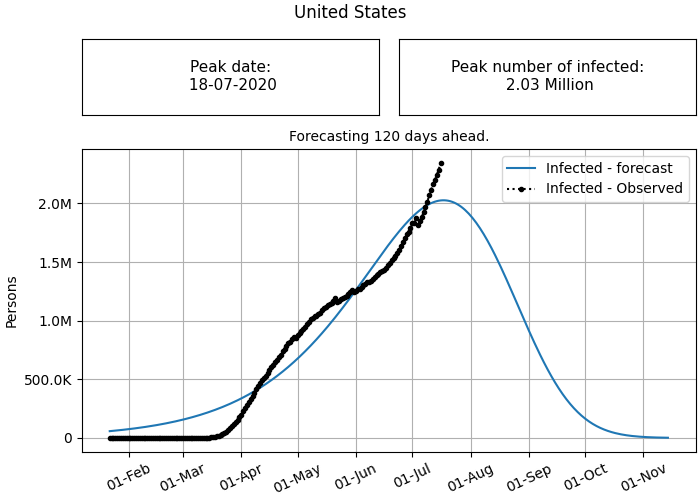 United States
Peak date:
18-07-2020
Peak number of infected:
2.03 Million
Forecasting 120 days ahead.
Infected - forecast
Infected - Observed
Persons
2.0M
1.5M
1.0M
500.0K
0
01-Feb
01-Mar
01-Apr
01-May
01-Jun
01-Jul
01-Aug
01-Sep
01-Oct
01-Nov